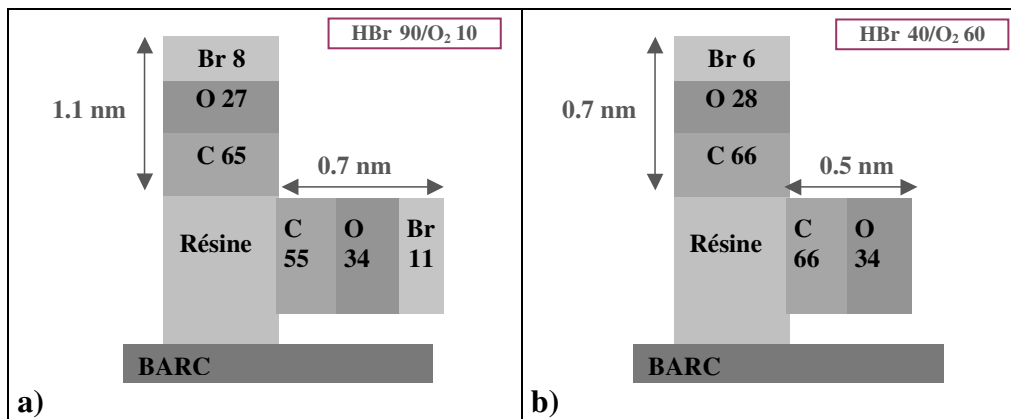 HBr 90/O₂ 10
Br 8
O 27
1.1 nm
C 65
0.7 nm
Résine
C
55
O
34
Br
11
BARC
a)
HBr 40/O₂ 60
Br 6
O 28
0.7 nm
C 66
0.5 nm
Résine
C
66
O
34
BARC
b)